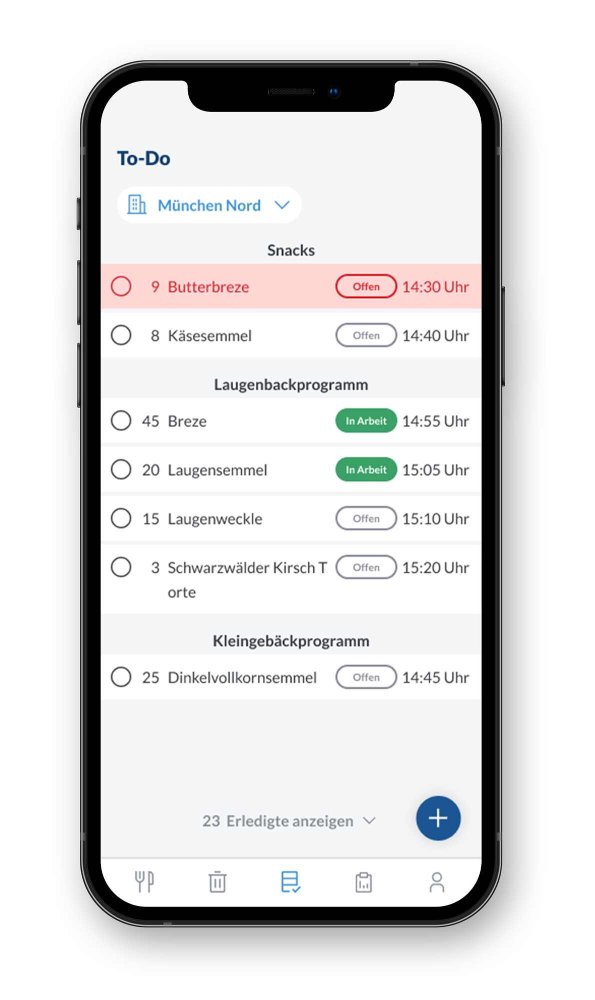 To-Do
München Nord
Snacks
9 Butterbreze Offen 14:30 Uhr
8 Käsesemmel Offen 14:40 Uhr
Laugenbackprogramm
45 Breze In Arbeit 14:55 Uhr
20 Laugensemmel In Arbeit 15:05 Uhr
15 Laugenweckle Offen 15:10 Uhr
3 Schwarzwälder Kirsch T Offen 15:20 Uhr
orte
Kleingebäckprogramm
25 Dinkelvollkornsemmel Offen 14:45 Uhr
23 Erledigte anzeigen